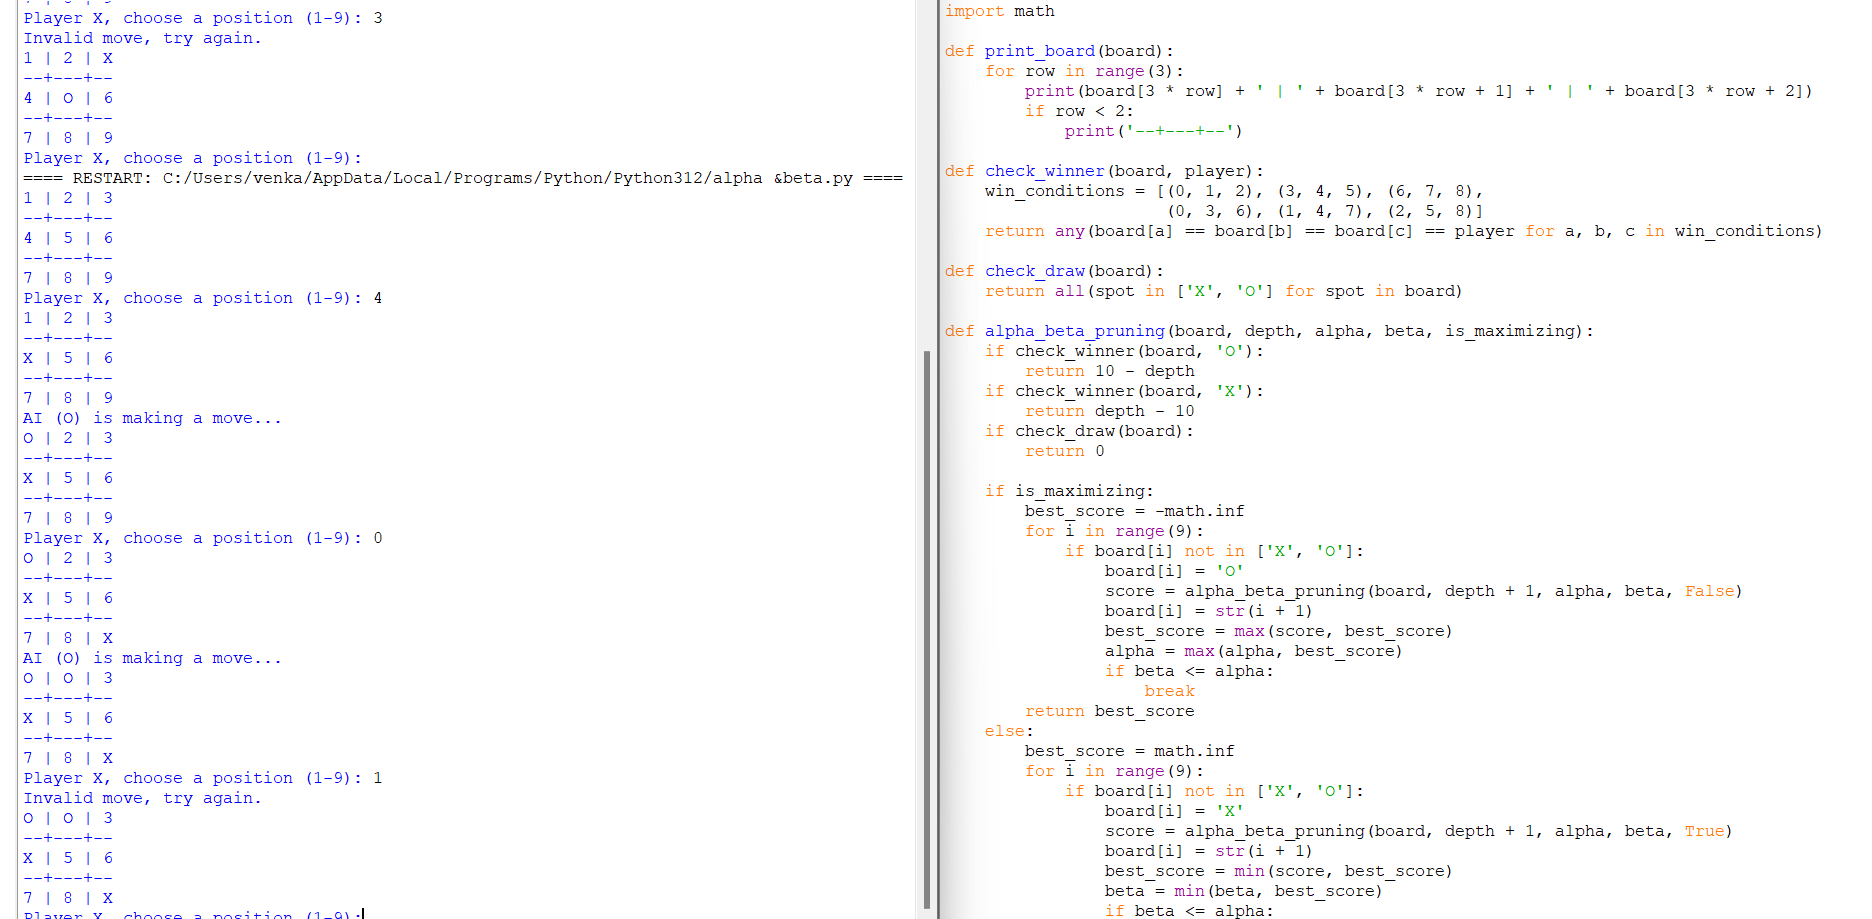 Player X, choose a position (1-9): 3
Invalid move, try again.
1 | 2 | X
--+---+--
4 | O | 6
--+---+--
7 | 8 | 9
Player X, choose a position (1-9):
==== RESTART: C:/Users/venka/AppData/Local/Programs/Python/Python312/alpha &beta.py ====
1 | 2 | 3
--+---+--
4 | 5 | 6
--+---+--
7 | 8 | 9
Player X, choose a position (1-9): 4
1 | 2 | 3
--+---+--
X | 5 | 6
--+---+--
7 | 8 | 9
AI (O) is making a move...
O | 2 | 3
--+---+--
X | 5 | 6
--+---+--
7 | 8 | 9
Player X, choose a position (1-9): 0
O | 2 | 3
--+---+--
X | 5 | 6
--+---+--
7 | 8 | X
AI (O) is making a move...
O | O | 3
--+---+--
X | 5 | 6
--+---+--
7 | 8 | X
Player X, choose a position (1-9): 1
Invalid move, try again.
O | O | 3
--+---+--
X | 5 | 6
--+---+--
7 | 8 | X
Player X, choose a position (1-9):
import math

def print_board(board):
    for row in range(3):
        print(board[3 * row] + ' | ' + board[3 * row + 1] + ' | ' + board[3 * row + 2])
        if row < 2:
            print('--+---+--')

def check_winner(board, player):
    win_conditions = [(0, 1, 2), (3, 4, 5), (6, 7, 8),
                      (0, 3, 6), (1, 4, 7), (2, 5, 8)]
    return any(board[a] == board[b] == board[c] == player for a, b, c in win_conditions)

def check_draw(board):
    return all(spot in ['X', 'O'] for spot in board)

def alpha_beta_pruning(board, depth, alpha, beta, is_maximizing):
    if check_winner(board, 'O'):
        return 10 - depth
    if check_winner(board, 'X'):
        return depth - 10
    if check_draw(board):
        return 0

    if is_maximizing:
        best_score = -math.inf
        for i in range(9):
            if board[i] not in ['X', 'O']:
                board[i] = 'O'
                score = alpha_beta_pruning(board, depth + 1, alpha, beta, False)
                board[i] = str(i + 1)
                best_score = max(score, best_score)
                alpha = max(alpha, best_score)
                if beta <= alpha:
                    break
        return best_score
    else:
        best_score = math.inf
        for i in range(9):
            if board[i] not in ['X', 'O']:
                board[i] = 'X'
                score = alpha_beta_pruning(board, depth + 1, alpha, beta, True)
                board[i] = str(i + 1)
                best_score = min(score, best_score)
                beta = min(beta, best_score)
                if beta <= alpha: